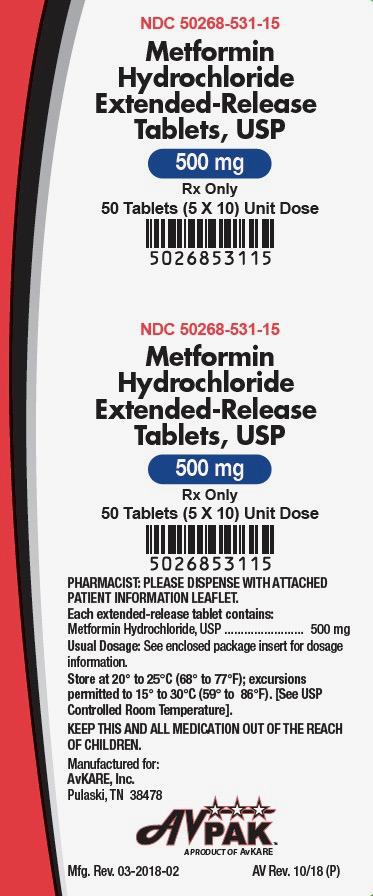 NDC 50268-531-15
Metformin
Hydrochloride
Extended-Release
Tablets, USP
500 mg
Rx Only
50 Tablets (5 X 10) Unit Dose
5026853115
NDC 50268-531-15
Metformin
Hydrochloride
Extended-Release
Tablets, USP
500 mg
Rx Only
50 Tablets (5 X 10) Unit Dose
5026853115
PHARMACIST: PLEASE DISPENSE WITH ATTACHED
PATIENT INFORMATION LEAFLET.
Each extended-release tablet contains:
Metformin Hydrochloride, USP ........................ 500 mg
Usual Dosage: See enclosed package insert for dosage
information.
Store at 20° to 25°C (68° to 77°F); excursions
permitted to 15° to 30°C (59° to 86°F). [See USP
Controlled Room Temperature].
KEEP THIS AND ALL MEDICATION OUT OF THE REACH
OF CHILDREN.
Manufactured for:
AvKARE, Inc.
Pulaski, TN 38478
AVPAK™
A PRODUCT OF AvKARE
Mfg. Rev. 03-2018-02 AV Rev. 10/18 (P)